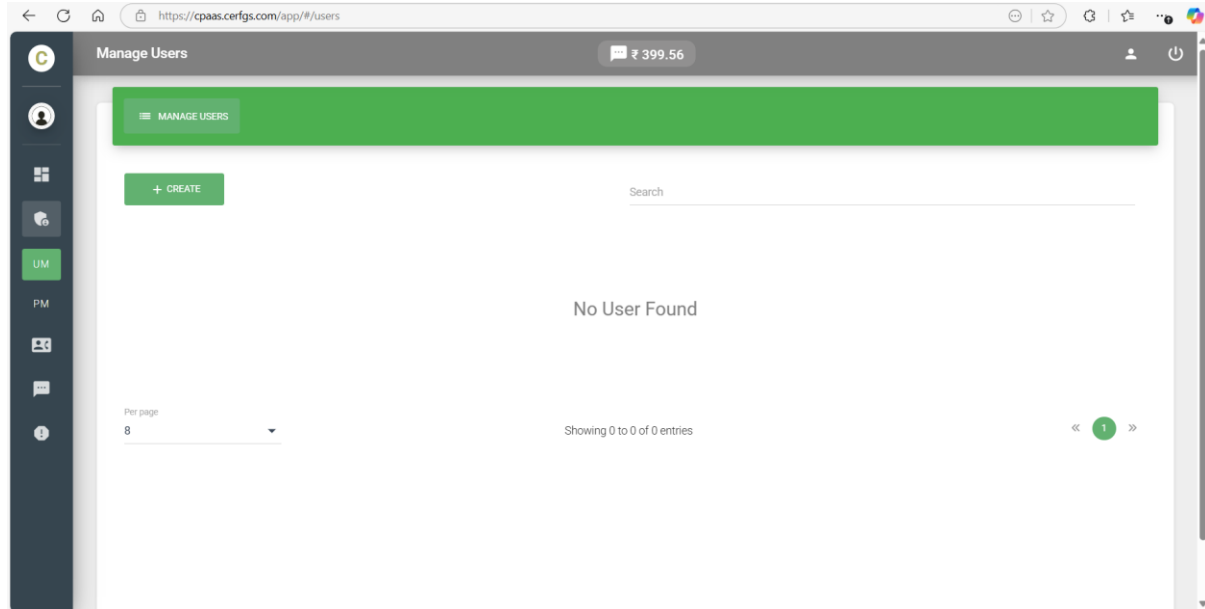 https://cpaas.cerfgs.com/app/#/users
C
Manage Users
₹ 399.56
MANAGE USERS
+ CREATE
Search
UM
PM
No User Found
Per page
8
Showing 0 to 0 of 0 entries
« 1 »